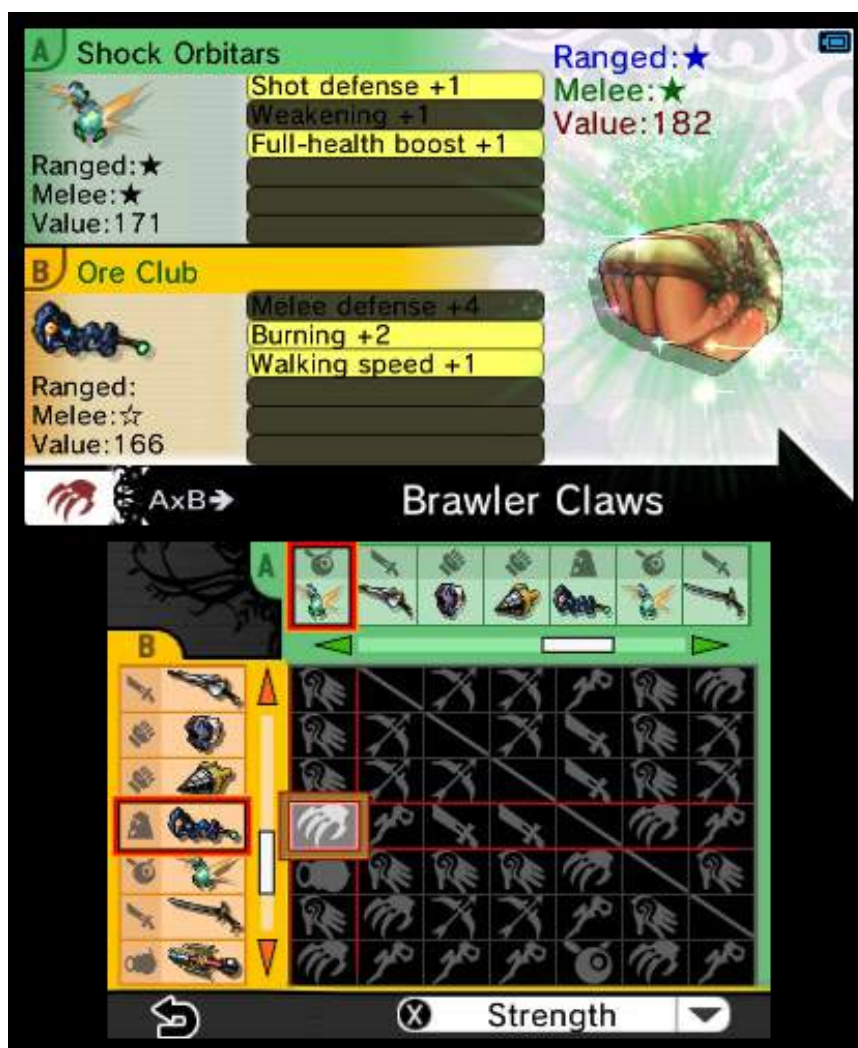 A Shock Orbitars
Shot defense +1
Weakening +1
Full-health boost +1
Ranged:★
Melee:★
Value:171
Ranged:★
Melee:★
Value:182
B Ore Club
Melee defense +4
Burning +2
Walking speed +1
Ranged:
Melee:☆
Value:166
AxB→ Brawler Claws
A
B
X Strength